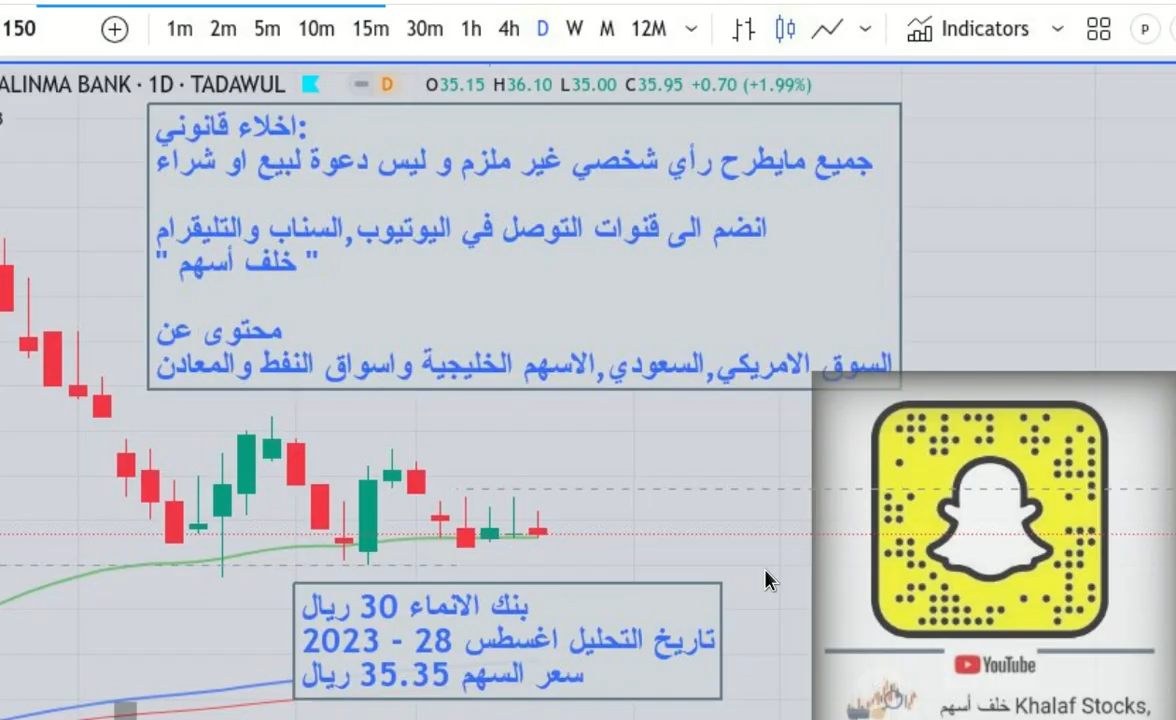 150 1m 2m 5m 10m 15m 30m 1h 4h D W M 12M Indicators P
ALINMA BANK · 1D · TADAWUL D O35.15 H36.10 L35.00 C35.95 +0.70 (+1.99%)
اخلاء قانوني:
جميع مايطرح رأي شخصي غير ملزم و ليس دعوة لبيع او شراء
انضم الى قنوات التوصل في اليوتيوب,السناب والتليقرام
" خلف أسهم "
محتوى عن
السوق الامريكي,السعودي,الاسهم الخليجية واسواق النفط والمعادن
بنك الانماء 30 ريال
تاريخ التحليل اغسطس 28 - 2023
سعر السهم 35.35 ريال
YouTube
خلف أسهم Khalaf Stocks,